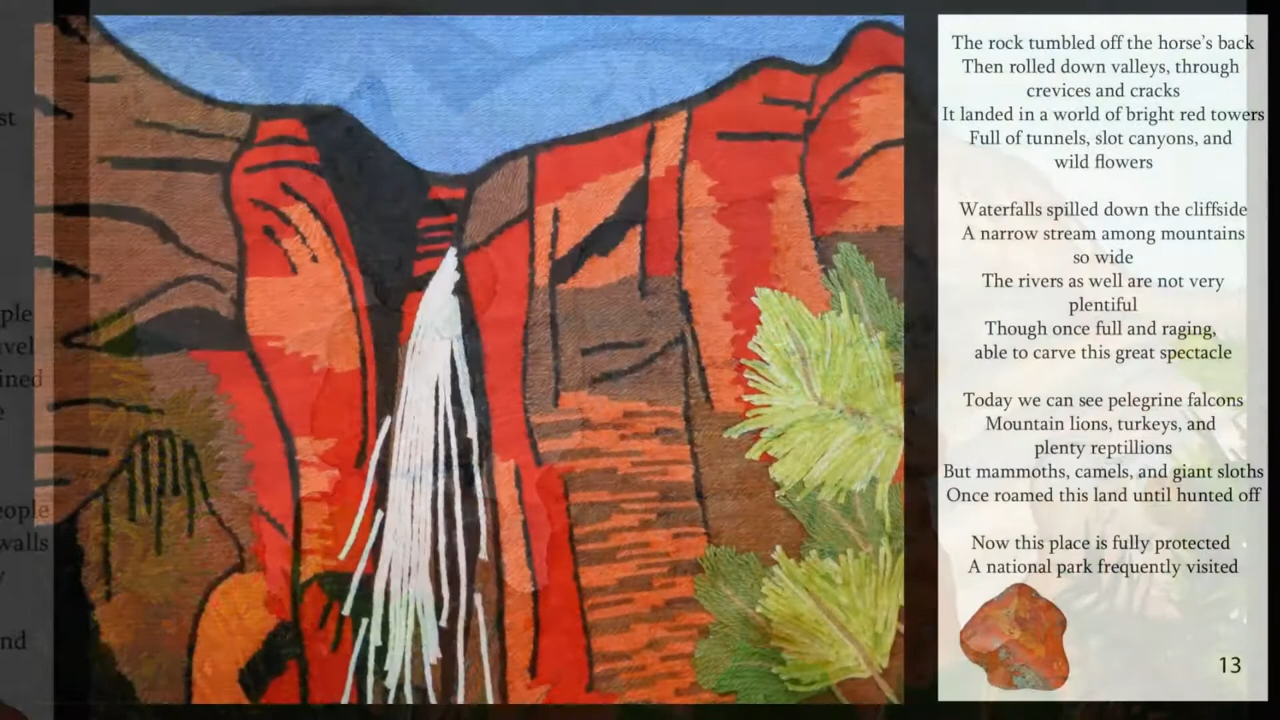 The rock tumbled off the horse's back
Then rolled down valleys, through
crevices and cracks
It landed in a world of bright red towers
Full of tunnels, slot canyons, and
wild flowers
Waterfalls spilled down the cliffside
A narrow stream among mountains
so wide
The rivers as well are not very
plentiful
Though once full and raging,
able to carve this great spectacle
Today we can see pelegrine falcons
Mountain lions, turkeys, and
plenty reptillions
But mammoths, camels, and giant sloths
Once roamed this land until hunted off
Now this place is fully protected
A national park frequently visited
13